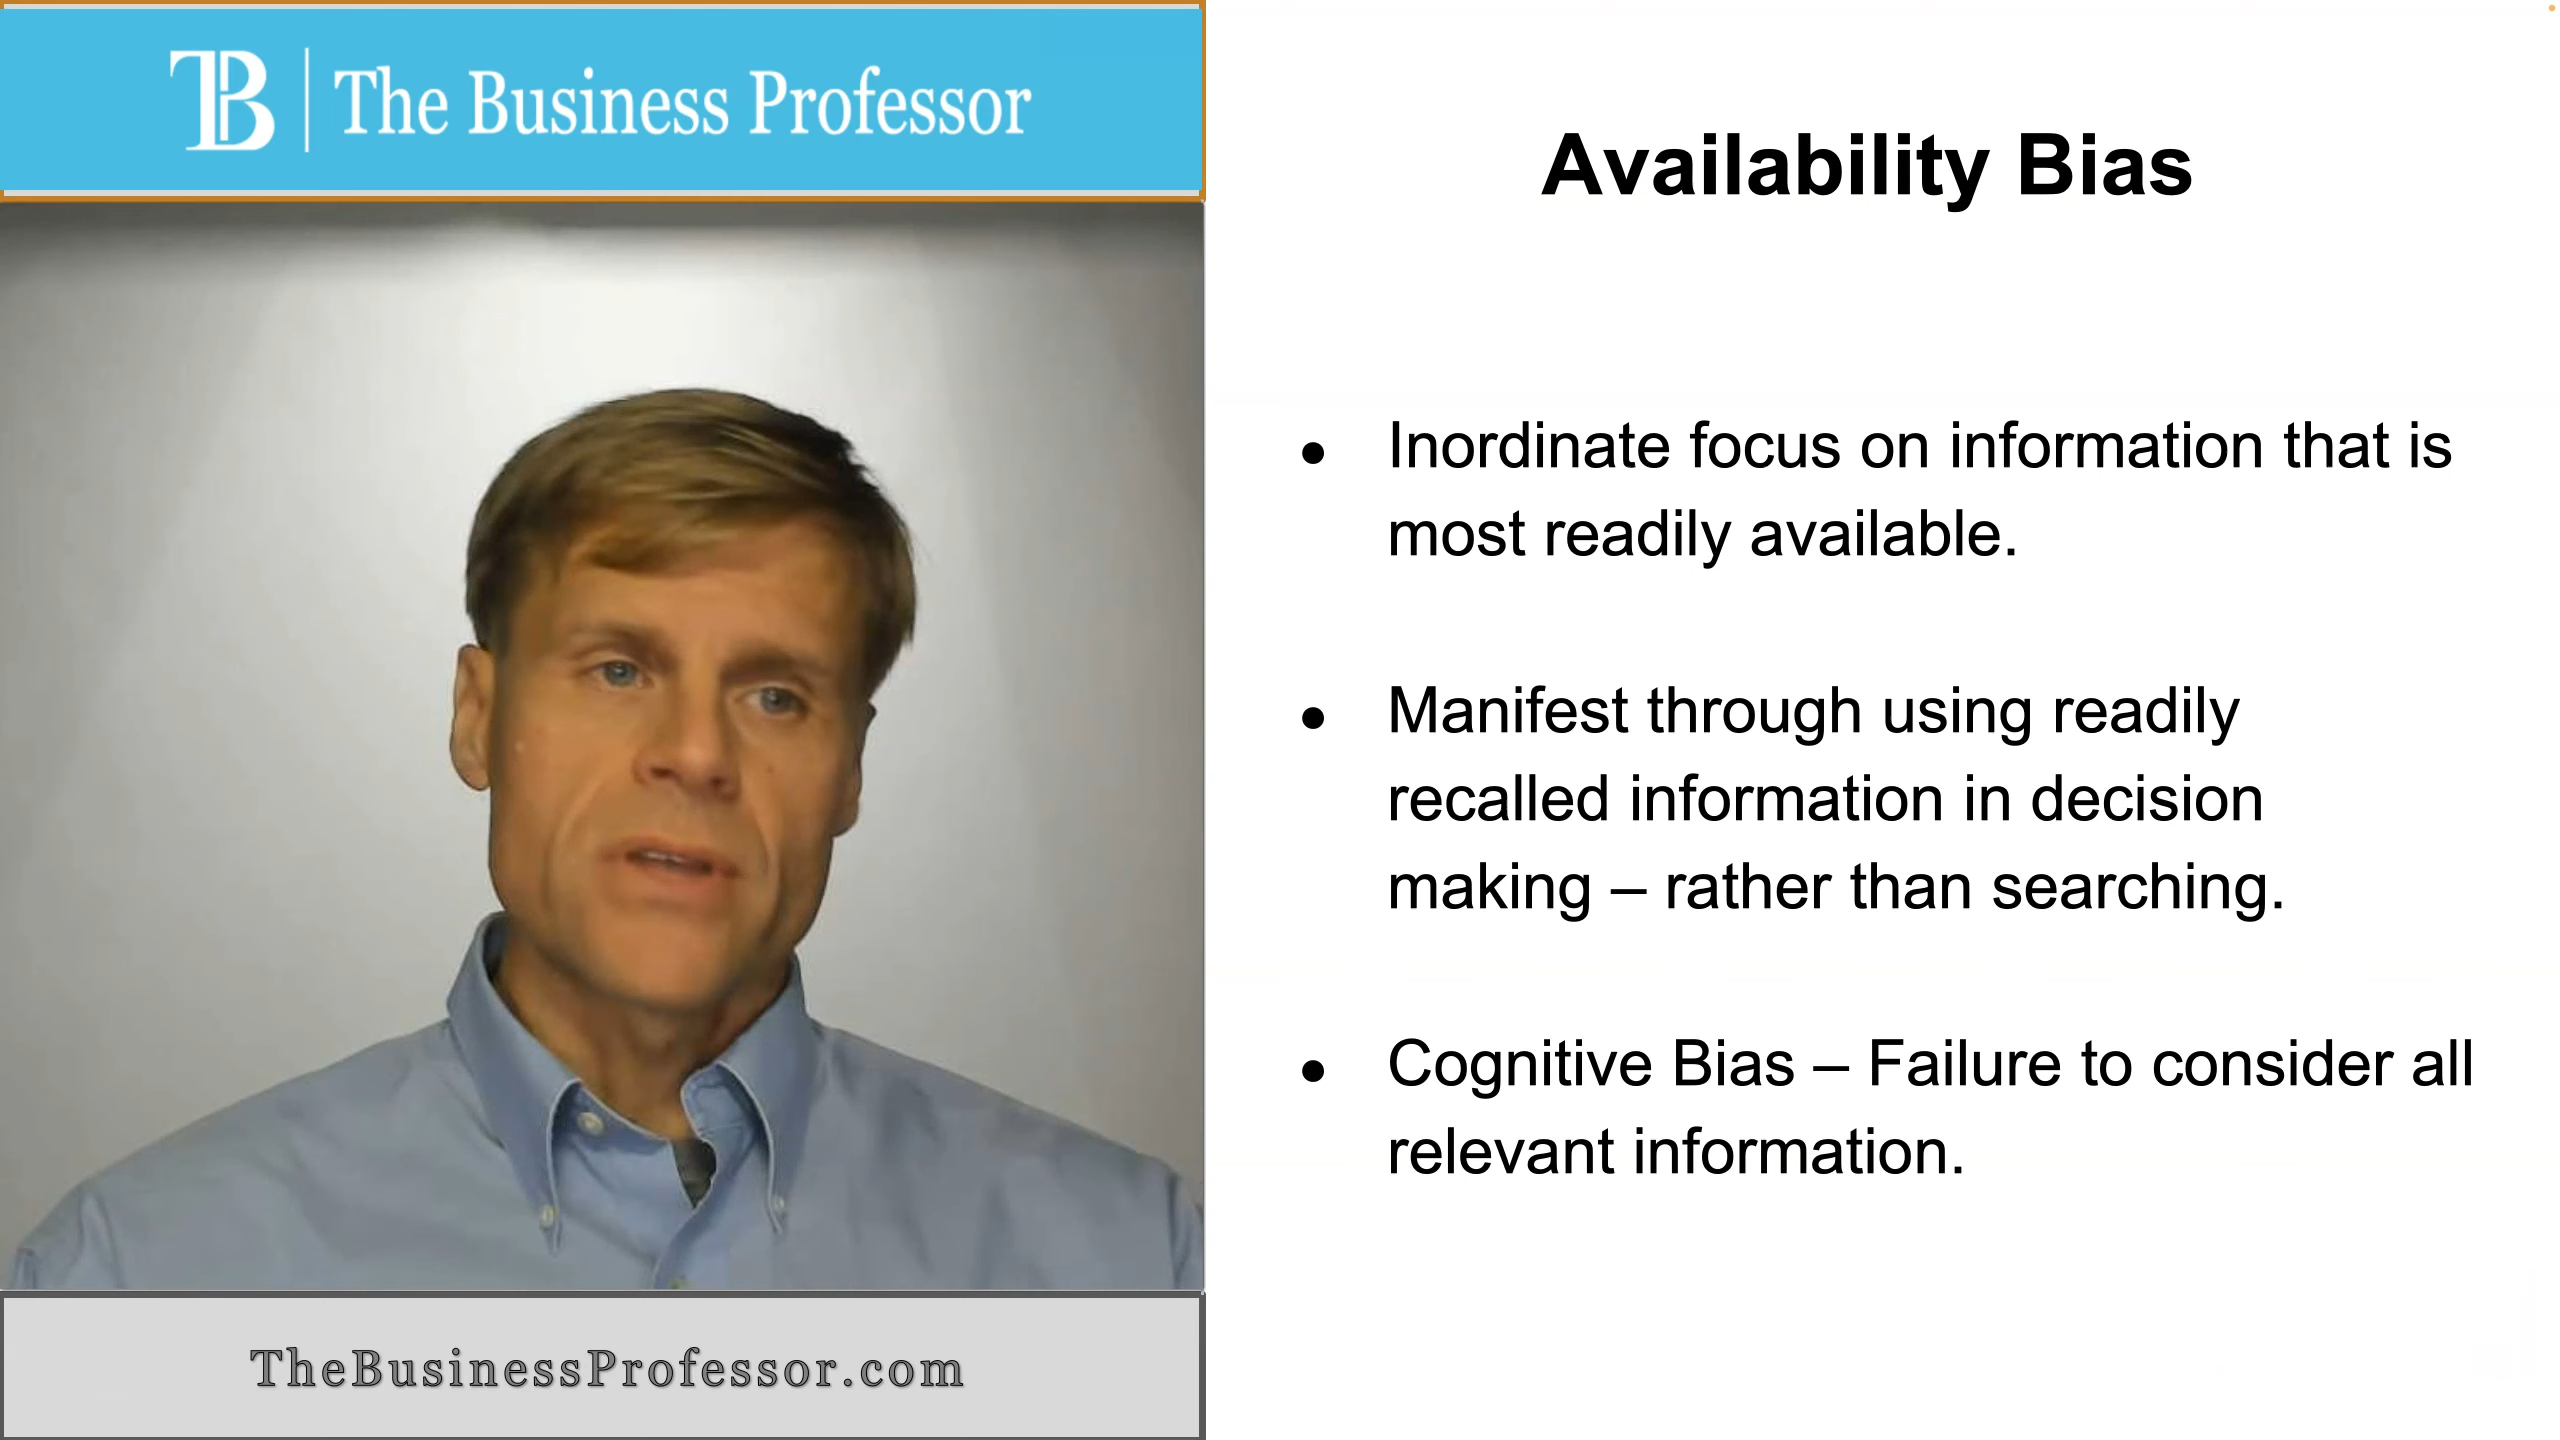 TB | The Business Professor
Availability Bias
● Inordinate focus on information that is
most readily available.
● Manifest through using readily
recalled information in decision
making – rather than searching.
● Cognitive Bias – Failure to consider all
relevant information.
TheBusinessProfessor.com